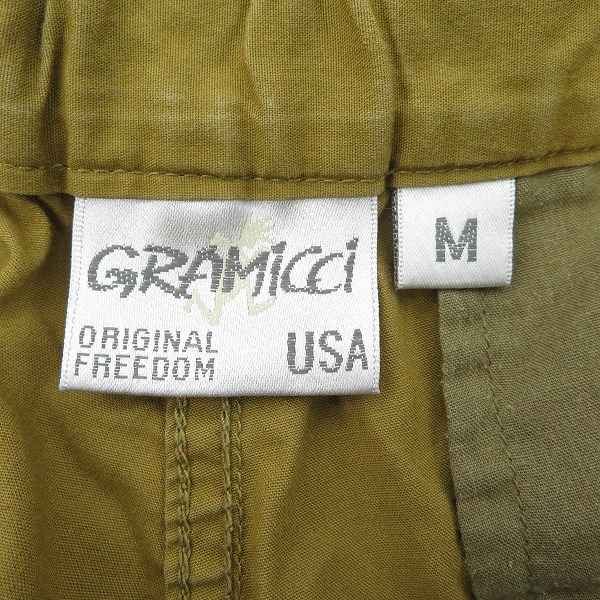 GRAMiCCi
ORIGINAL
FREEDOM
USA
M